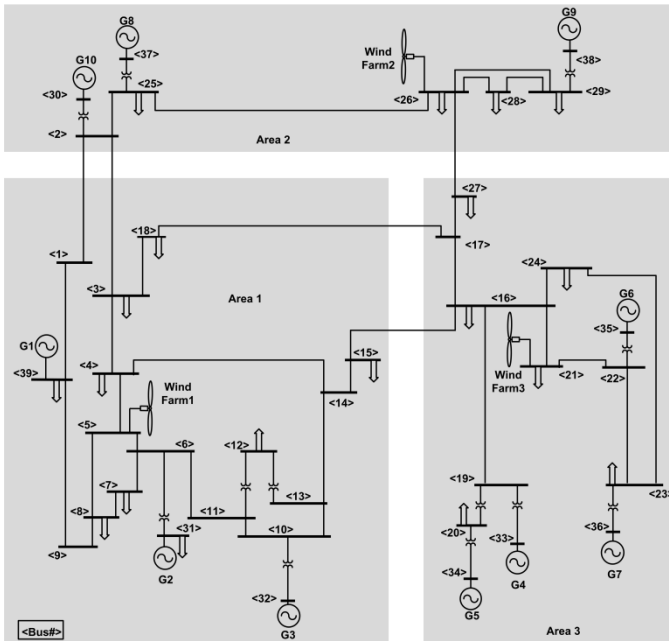 G8
G9
<37>
Wind
Farm2
<38>
G10
<25>
<30>
<26>
<28>
<29>
<2>
Area 2
<27>
<18>
<17>
<1>
<24>
<3>
Area 1
<16>
G6
<35>
G1
<15>
<4>
Wind
Farm1
Wind
Farm3
<21>
<22>
<39>
<14>
<5>
<6>
<12>
<7>
<19>
<13>
<8>
<11>
<23>
<31>
<10>
<20>
<33>
<36>
<9>
G2
G4
G7
<34>
<32>
G5
G3
<Bus#>
Area 3